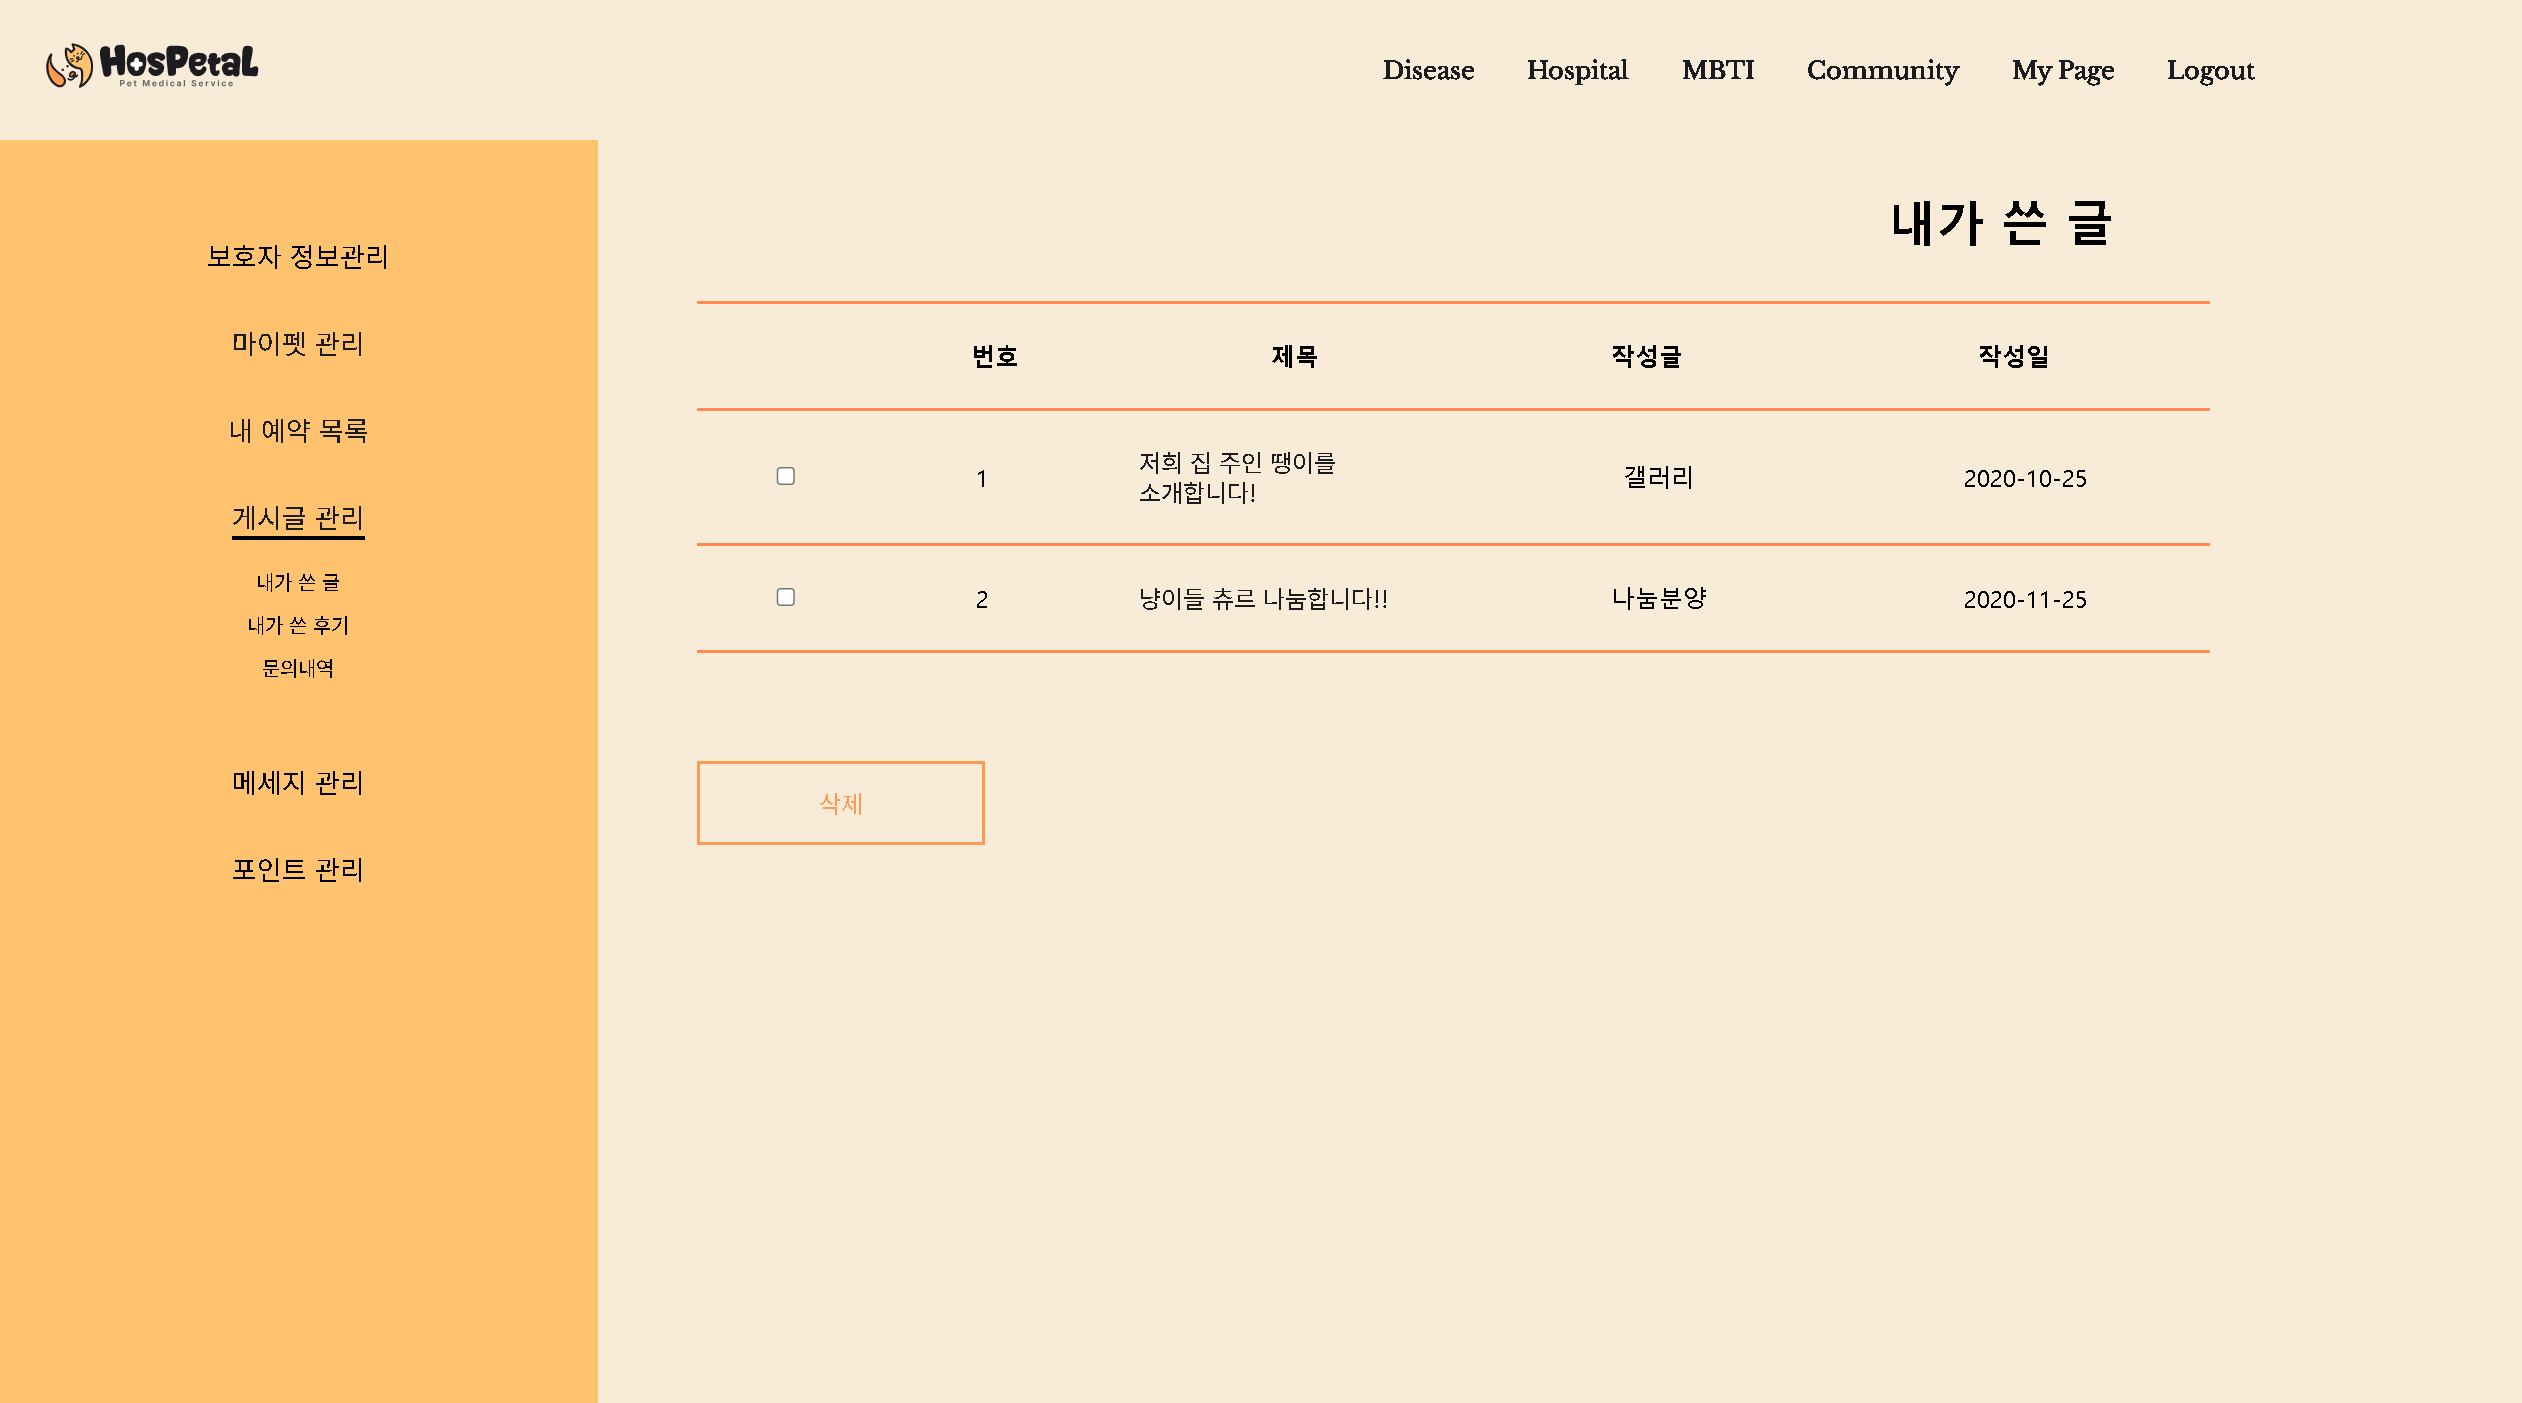 HosPetaL
Pet Medical Service
Disease Hospital MBTI Community My Page Logout
보호자 정보관리
마이펫 관리
내 예약 목록
게시글 관리
내가 쓴 글
내가 쓴 후기
문의내역
메세지 관리
포인트 관리
내가 쓴 글
번호 제목 작성글 작성일
1 저희 집 주인 땡이를
소개합니다! 갤러리 2020-10-25
2 냥이들 츄르 나눔합니다!! 나눔분양 2020-11-25
삭제